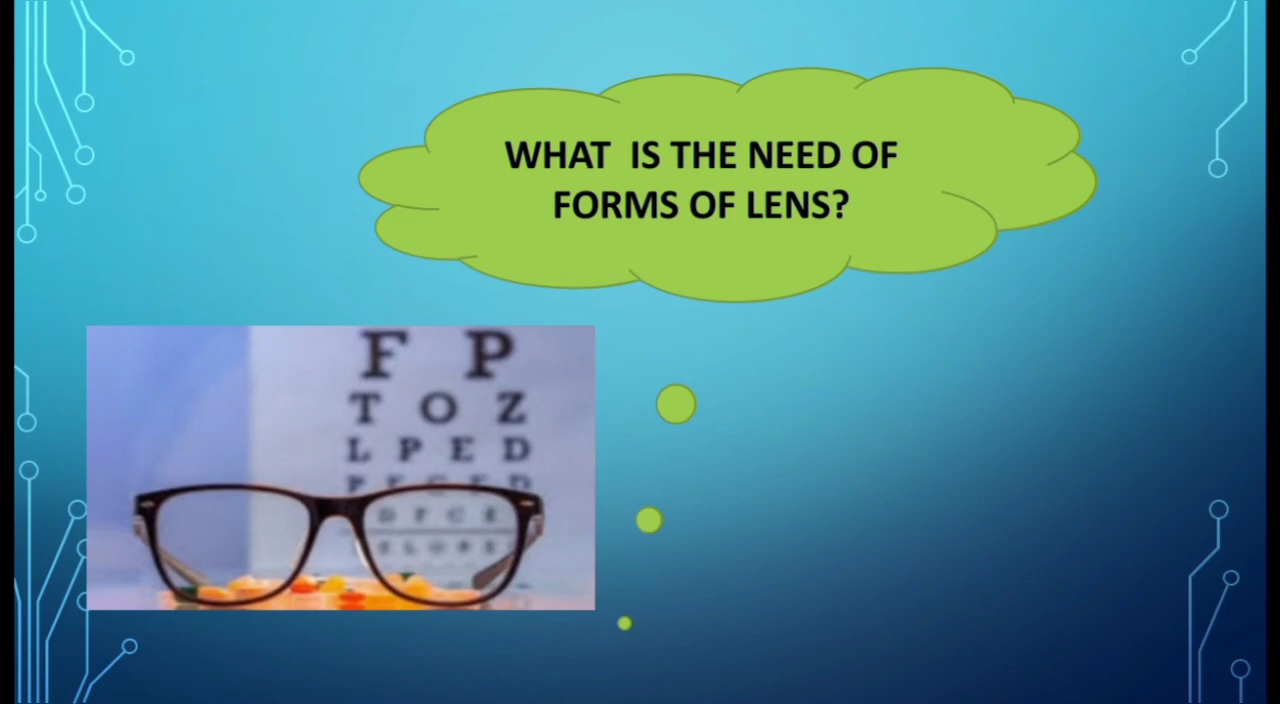 WHAT IS THE NEED OF
FORMS OF LENS?
F P
T O Z
L P E D
D F C E